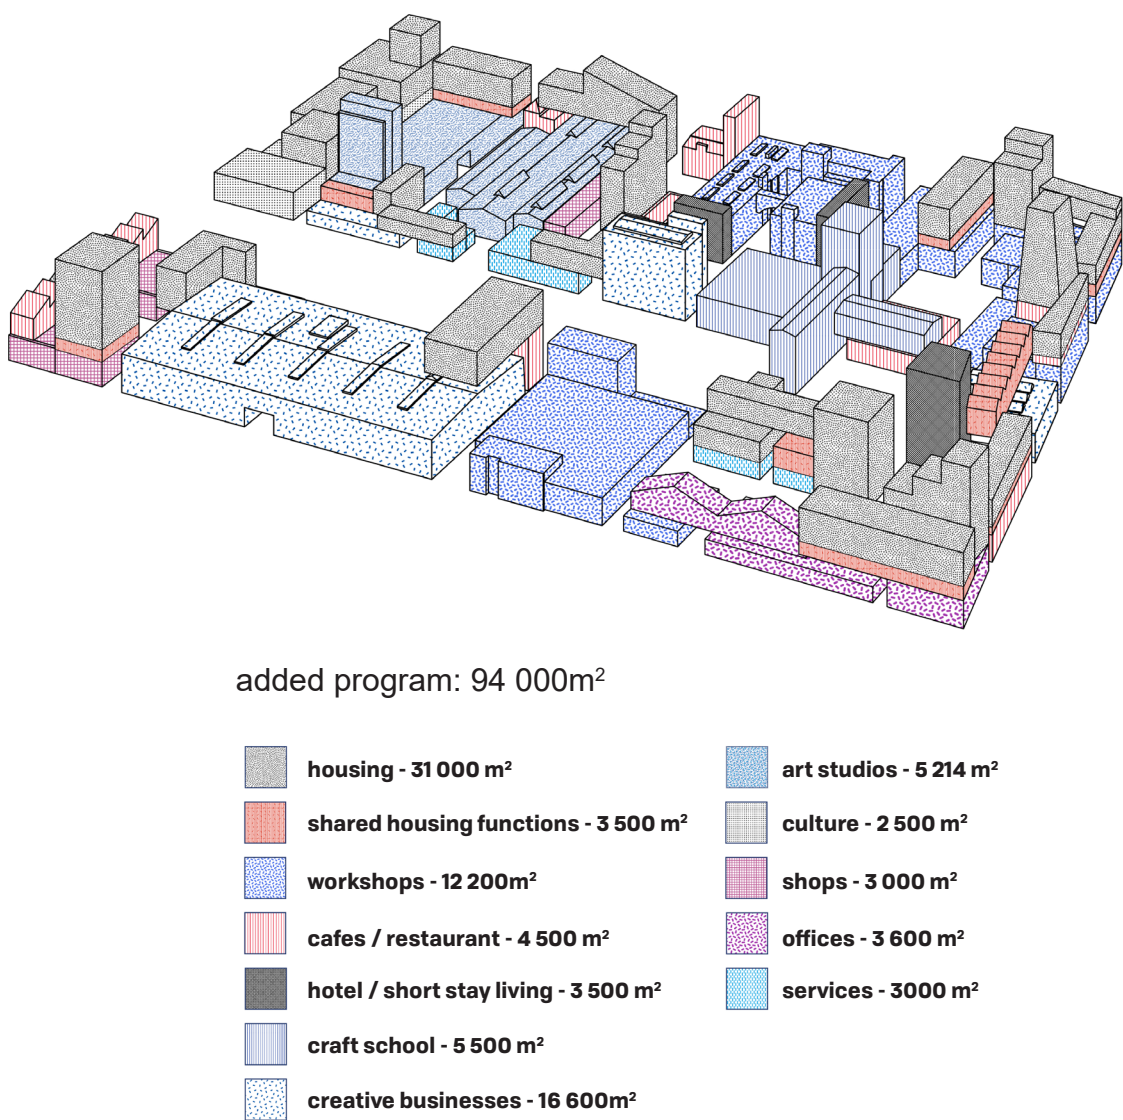 added program: 94 000m²
housing - 31 000 m²
shared housing functions - 3 500 m²
workshops - 12 200m²
cafes / restaurant - 4 500 m²
hotel / short stay living - 3 500 m²
craft school - 5 500 m²
creative businesses - 16 600m²
art studios - 5 214 m²
culture - 2 500 m²
shops - 3 000 m²
offices - 3 600 m²
services - 3000 m²